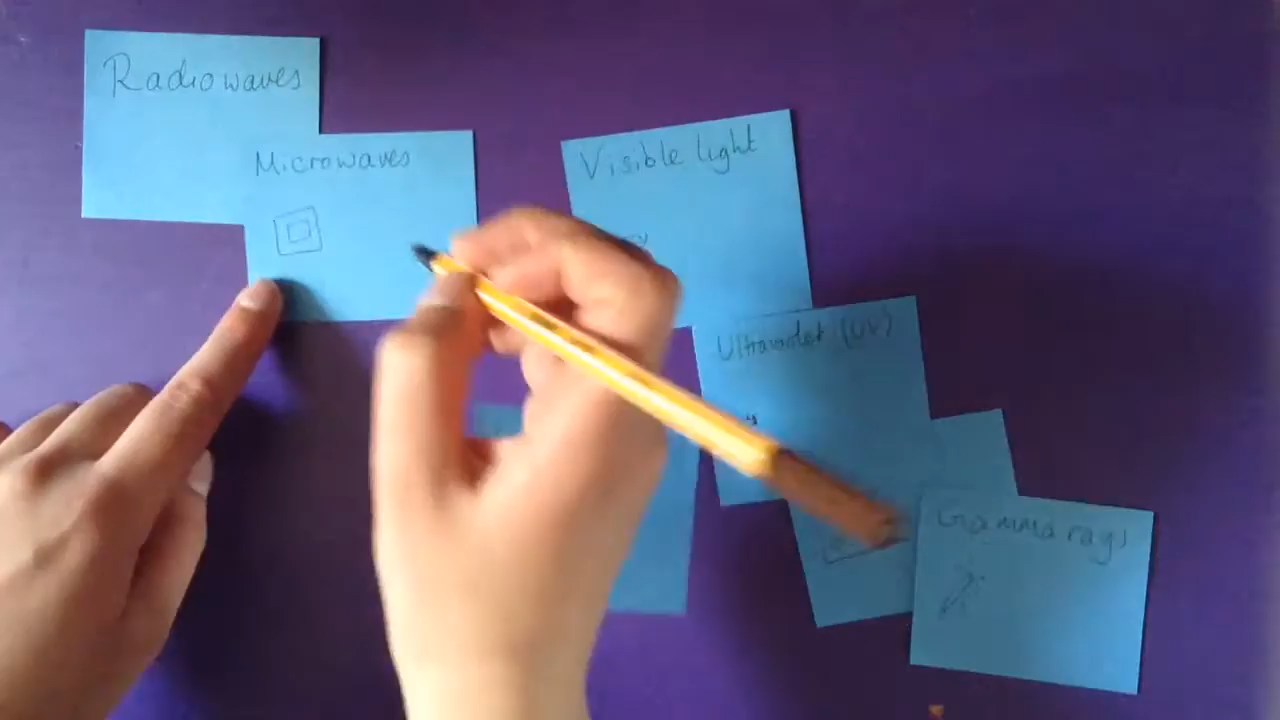 Radiowaves
Microwaves
Visible light
Ultraviolet (UV)
Gamma rays